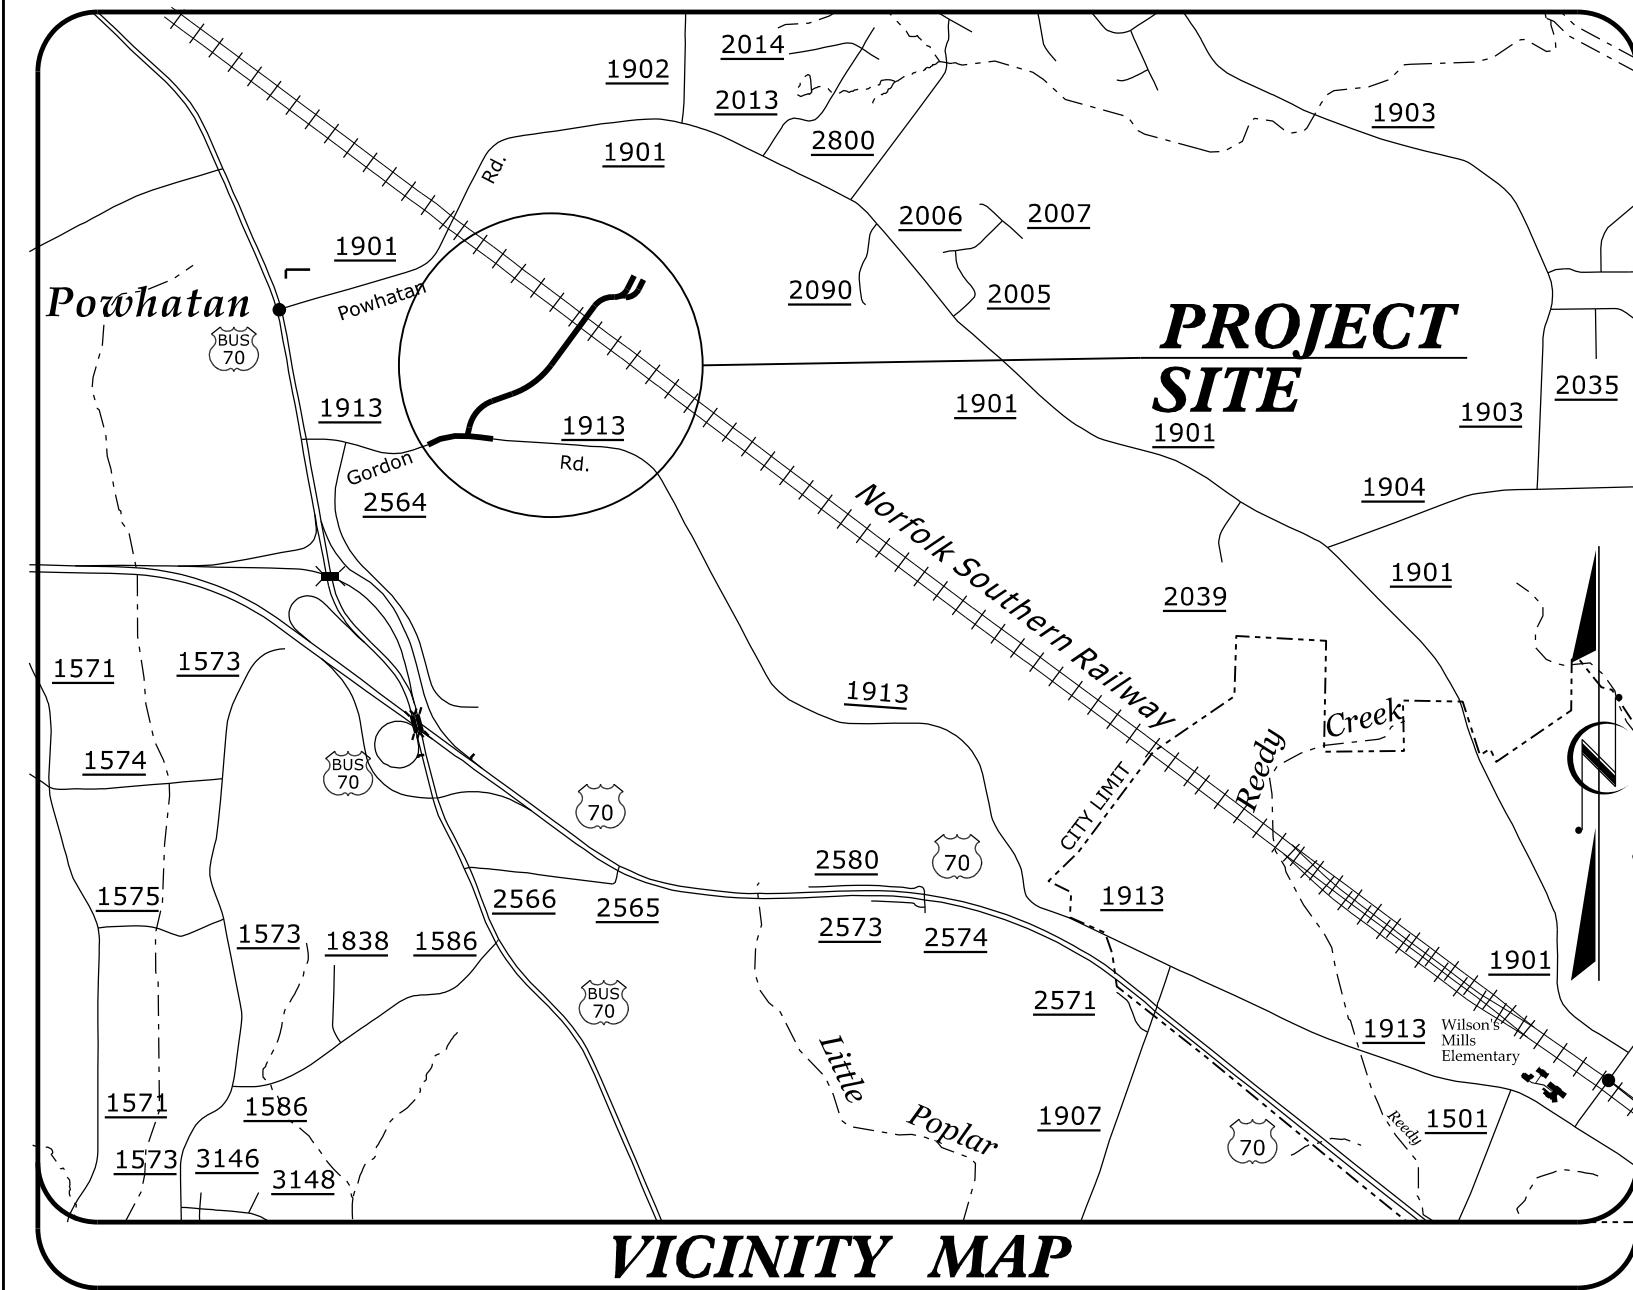 2014
1902
2013
1903
2800
1901
Rd.
2006
2007
1901
2090
2005
Powhatan
Powhatan
BUS
70
PROJECT
SITE
2035
1913
1901
1903
1913
1901
Gordon
Rd.
2564
1904
Norfolk Southern Railway
1901
2039
1571
1573
1913
Creek
Reedy
1574
BUS
70
CITY LIMIT
70
2580
70
1575
2566
2565
1913
2573
2574
1573
1838
1586
1901
BUS
70
2571
1913
Wilson's
Mills
Elementary
Little
1571
1586
Poplar
1907
Reedy
1501
70
1573
3146
3148
VICINITY MAP